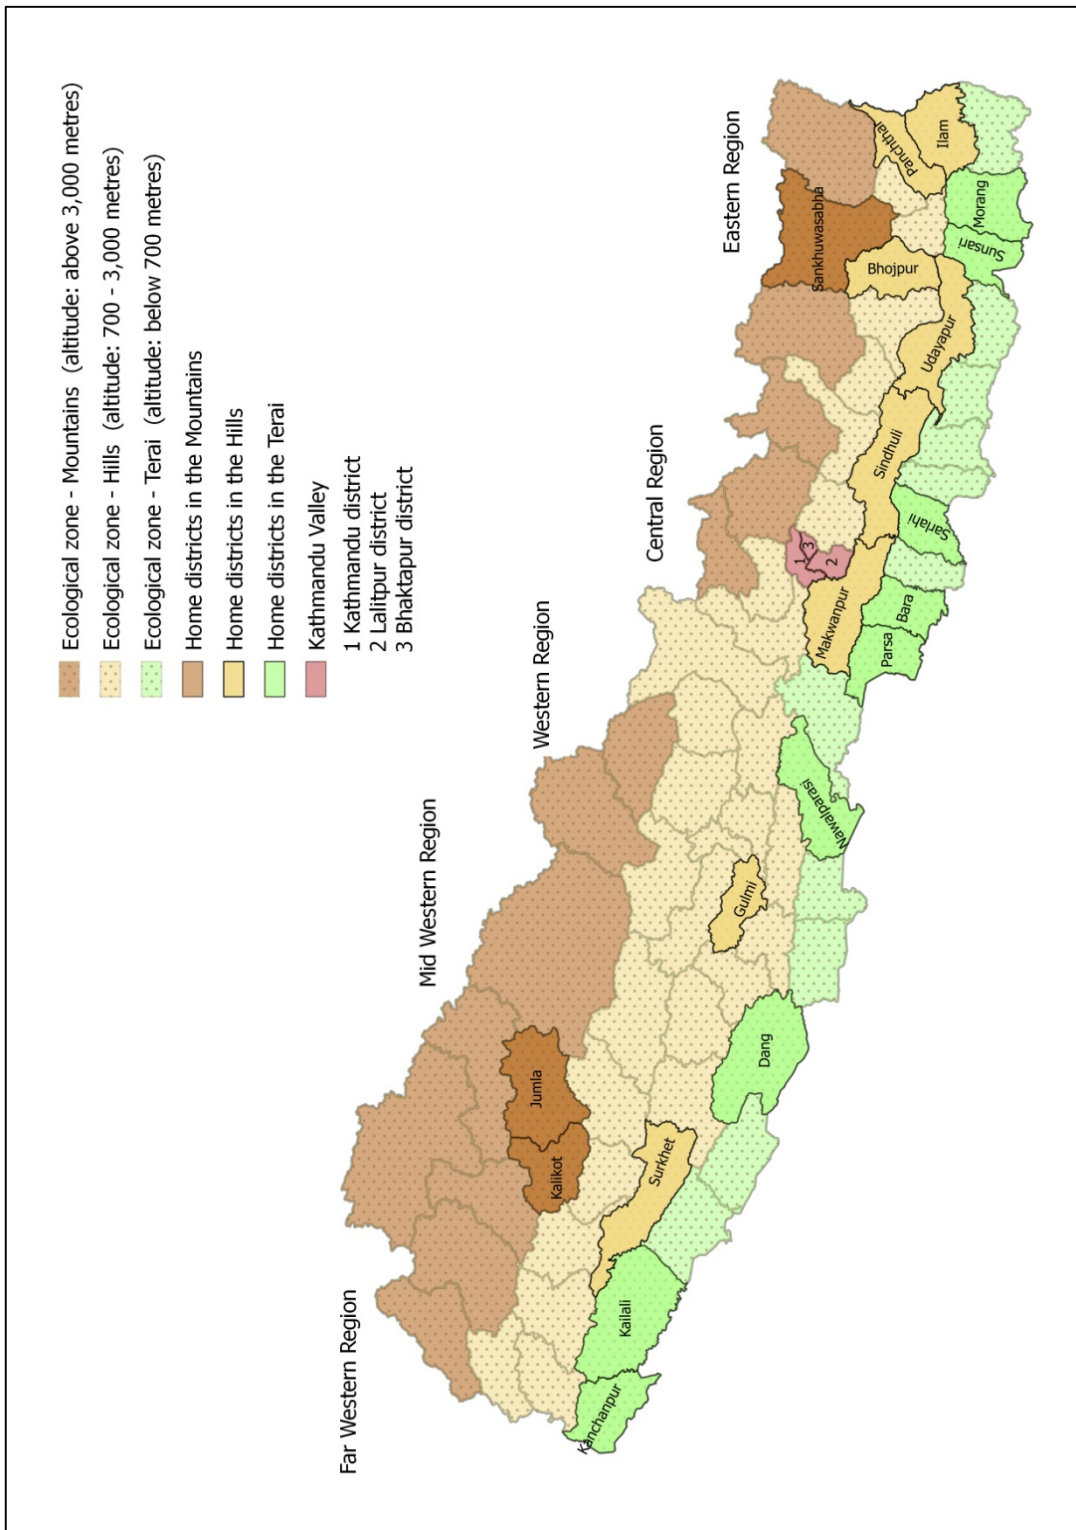 Ecological zone - Mountains (altitude: above 3,000 metres)
Ecological zone - Hills (altitude: 700 - 3,000 metres)
Ecological zone - Terai (altitude: below 700 metres)
Home districts in the Mountains
Home districts in the Hills
Home districts in the Terai
Kathmandu Valley
1 Kathmandu district
2 Lalitpur district
3 Bhaktapur district
Far Western Region
Mid Western Region
Western Region
Central Region
Eastern Region
Kanchanpur
Kailali
Kalikot
Jumla
Surkhet
Dang
Gulmi
Nawalparasi
Parsa
Bara
Makwanpur
1
2
3
Sarlahi
Sindhuli
Udayapur
Bhojpur
Sankhuwasabha
Sunsari
Morang
Panchthar
Ilam